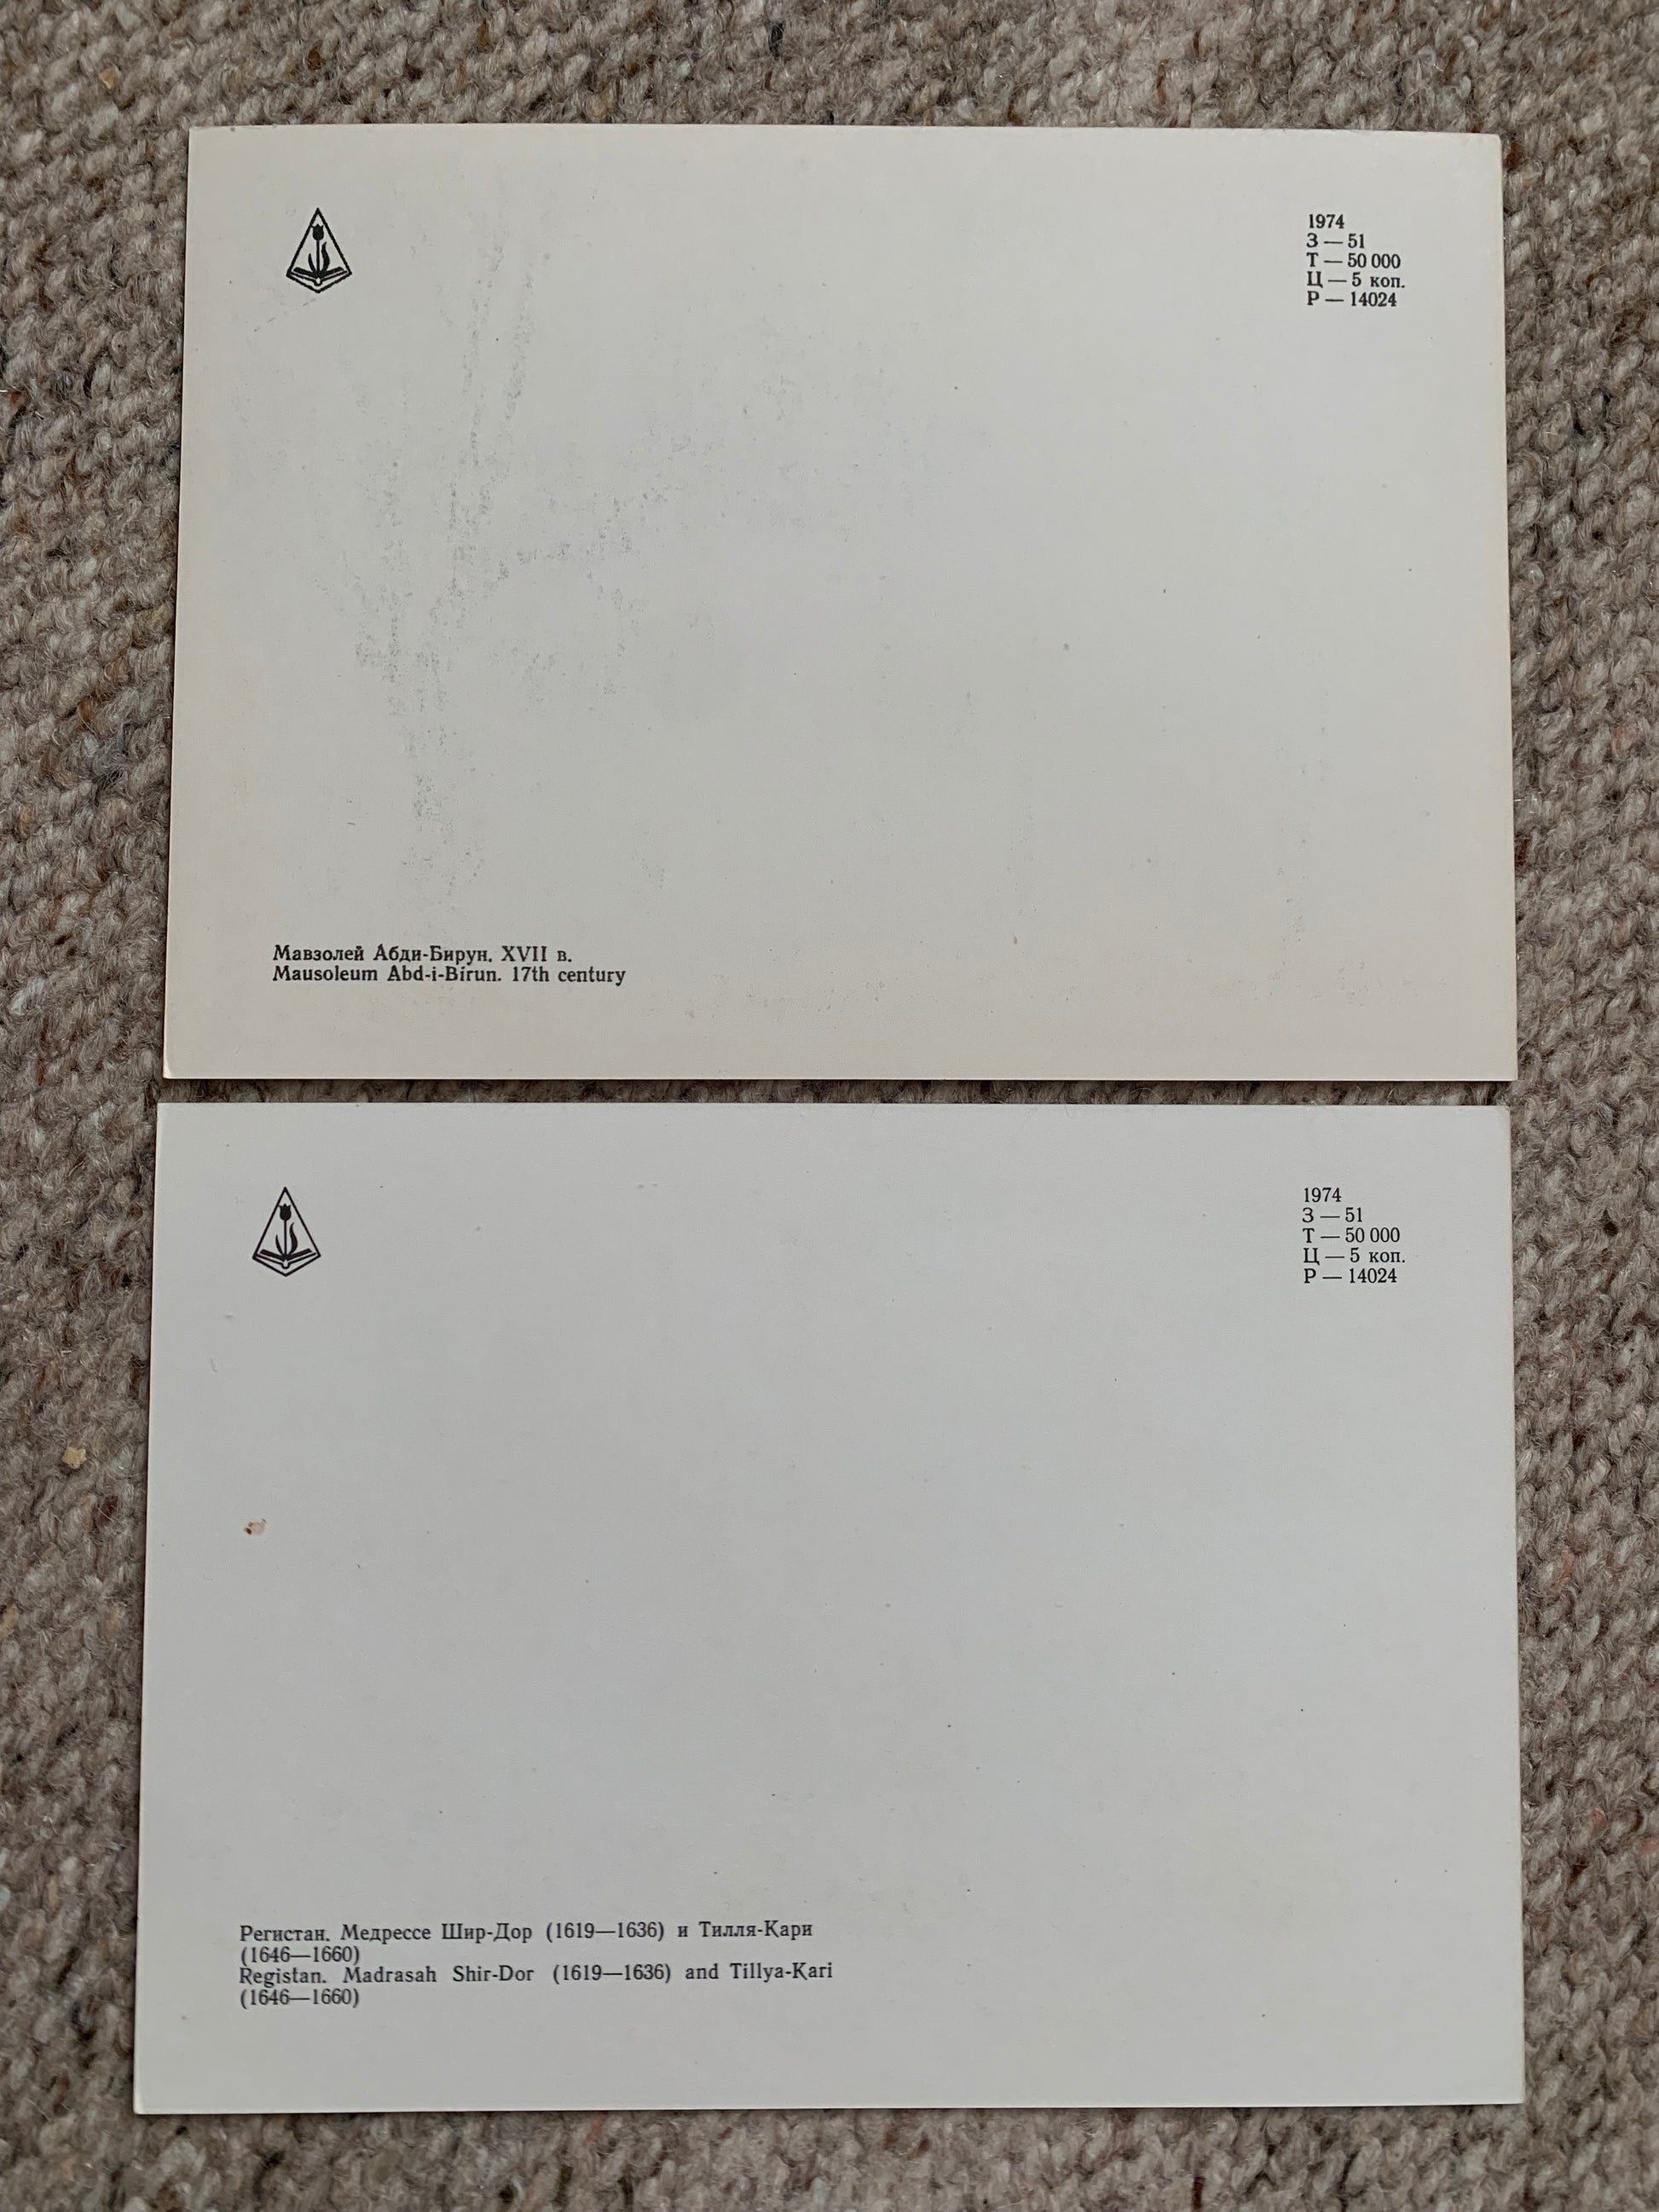 1974
З — 51
Т — 50 000
Ц — 5 коп.
Р — 14024
Мавзолей Абди-Бирун. XVII в.
Mausoleum Abd-i-Birun. 17th century
1974
З — 51
Т — 50 000
Ц — 5 коп.
Р — 14024
Регистан. Медрессе Шир-Дор (1619—1636) и Тилля-Кари
(1646—1660)
Registan. Madrasah Shir-Dor (1619—1636) and Tillya-Kari
(1646—1660)